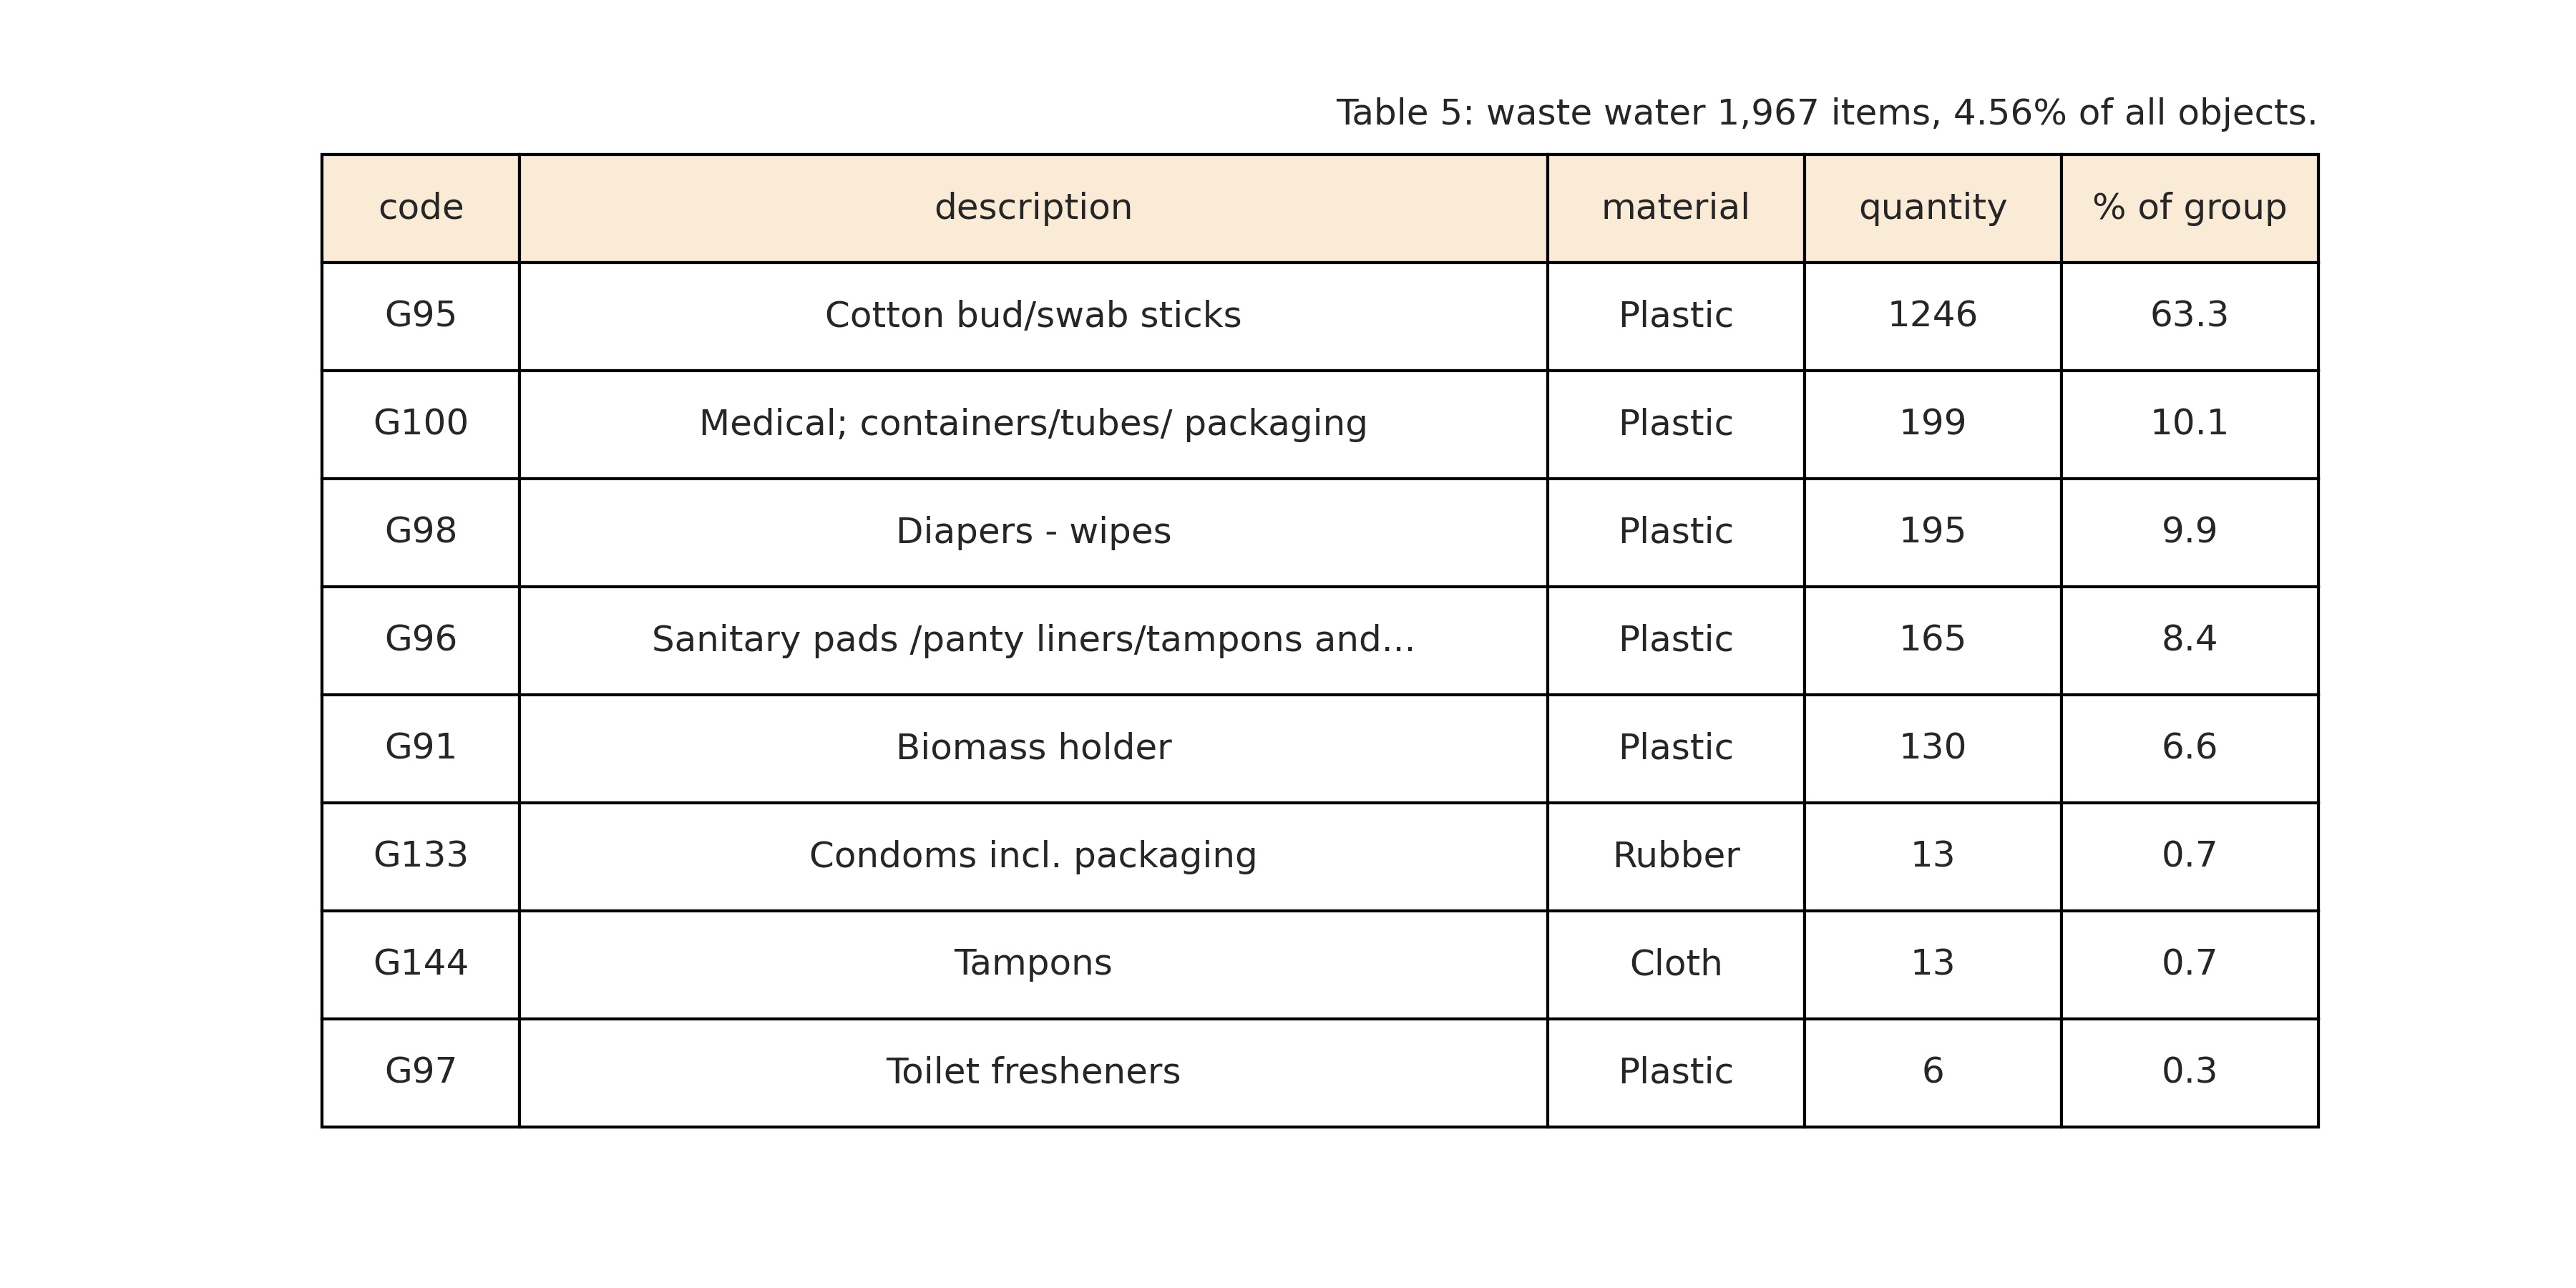 Table 5: waste water 1,967 items, 4.56% of all objects.
code description material quantity % of group
G95 Cotton bud/swab sticks Plastic 1246 63.3
G100 Medical; containers/tubes/ packaging Plastic 199 10.1
G98 Diapers - wipes Plastic 195 9.9
G96 Sanitary pads /panty liners/tampons and... Plastic 165 8.4
G91 Biomass holder Plastic 130 6.6
G133 Condoms incl. packaging Rubber 13 0.7
G144 Tampons Cloth 13 0.7
G97 Toilet fresheners Plastic 6 0.3